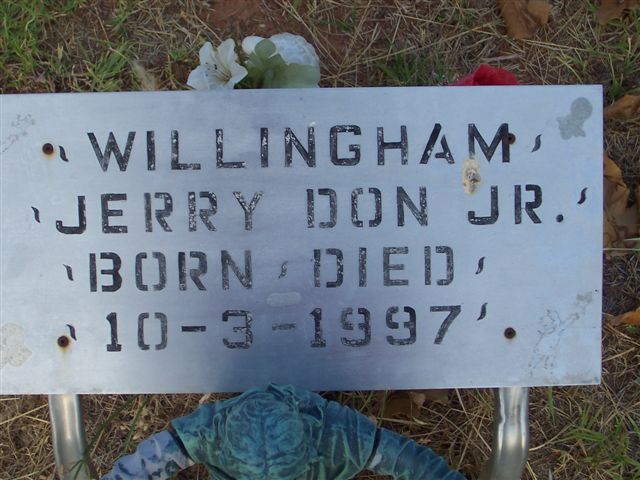 WILLINGHAM
JERRY DON JR.
BORN - DIED
10-3-1997